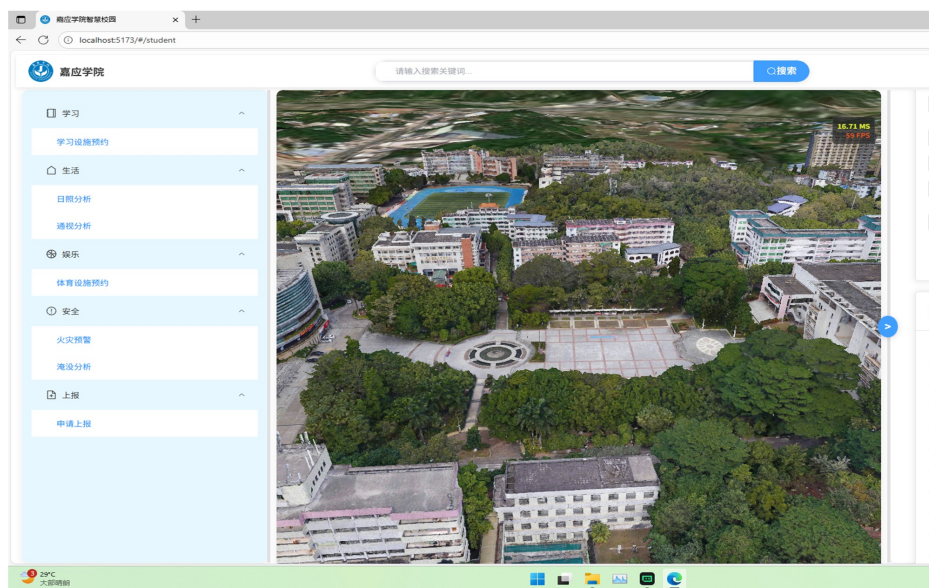 嘉应学院智慧校园
localhost:5173/#/student
嘉应学院
请输入搜索关键词...
搜索
16.71 MS
59 FPS
学习
学习设施预约
生活
日照分析
通视分析
娱乐
体育设施预约
安全
火灾预警
淹没分析
上报
申请上报
>
3
29°C
大部晴朗